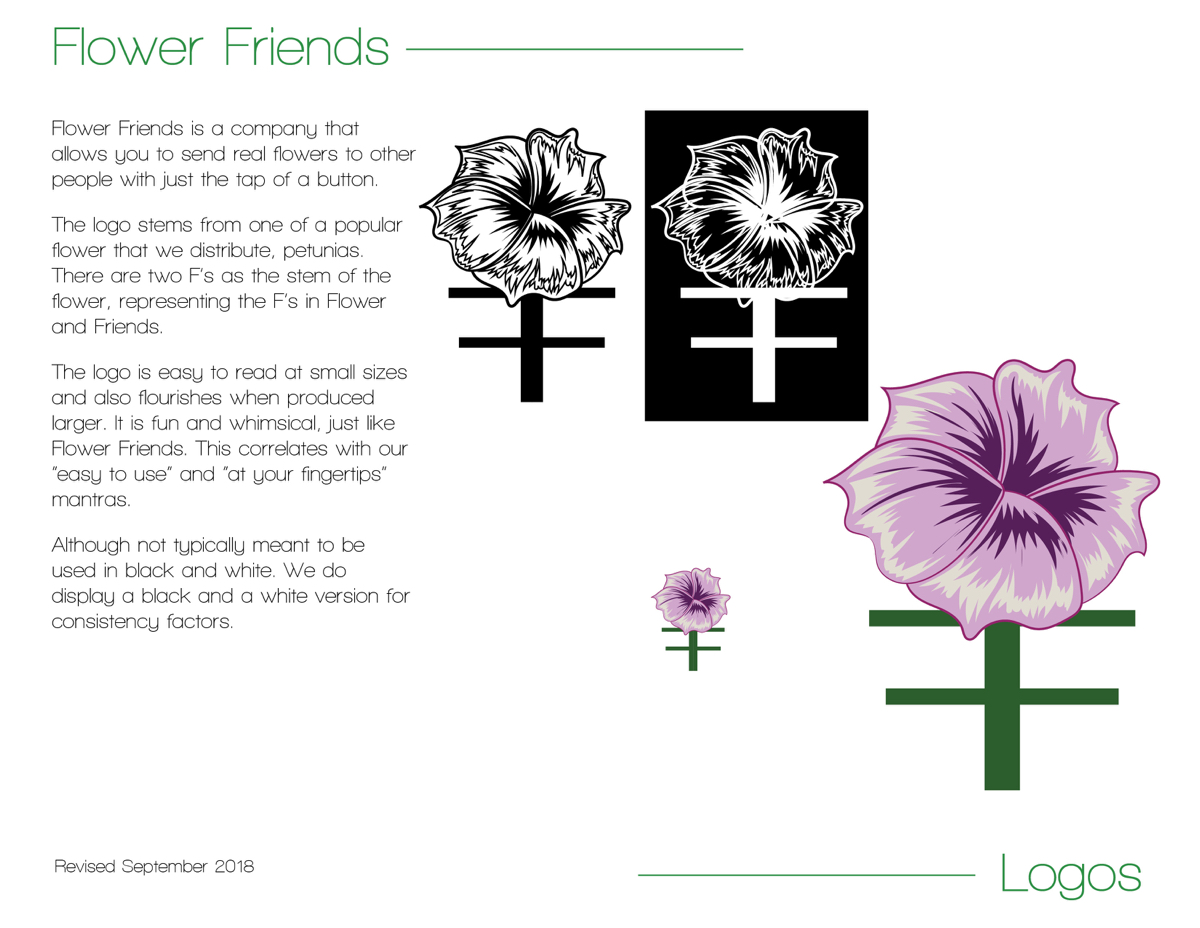 Flower Friends
Flower Friends is a company that
allows you to send real flowers to other
people with just the tap of a button.
The logo stems from one of a popular
flower that we distribute, petunias.
There are two F's as the stem of the
flower, representing the F's in Flower
and Friends.
The logo is easy to read at small sizes
and also flourishes when produced
larger. It is fun and whimsical, just like
Flower Friends. This correlates with our
"easy to use" and "at your fingertips"
mantras.
Although not typically meant to be
used in black and white. We do
display a black and a white version for
consistency factors.
Revised September 2018
Logos